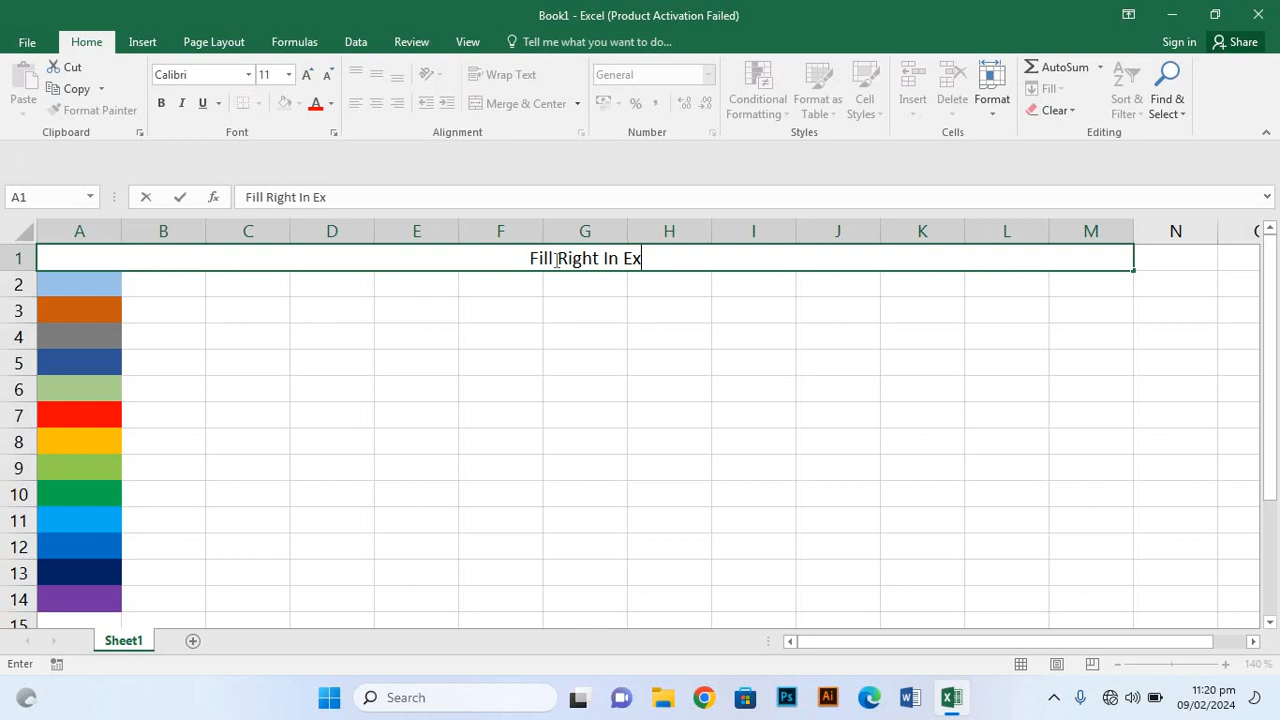 Book1 - Excel (Product Activation Failed)
File Home Insert Page Layout Formulas Data Review View Tell me what you want to do... Sign in Share
Paste Cut Copy Format Painter Clipboard
Calibri 11 B I U A Font
Wrap Text Merge & Center Alignment
General % , Number
Conditional Formatting Format as Table Cell Styles Styles
Insert Delete Format Cells
AutoSum Fill Clear Sort & Filter Find & Select Editing
A1 fx Fill Right In Ex
A B C D E F G H I J K L M N
1 Fill Right In Ex
2
3
4
5
6
7
8
9
10
11
12
13
14
15
Sheet1
Enter 140 %
Search 11:20 pm
09/02/2024